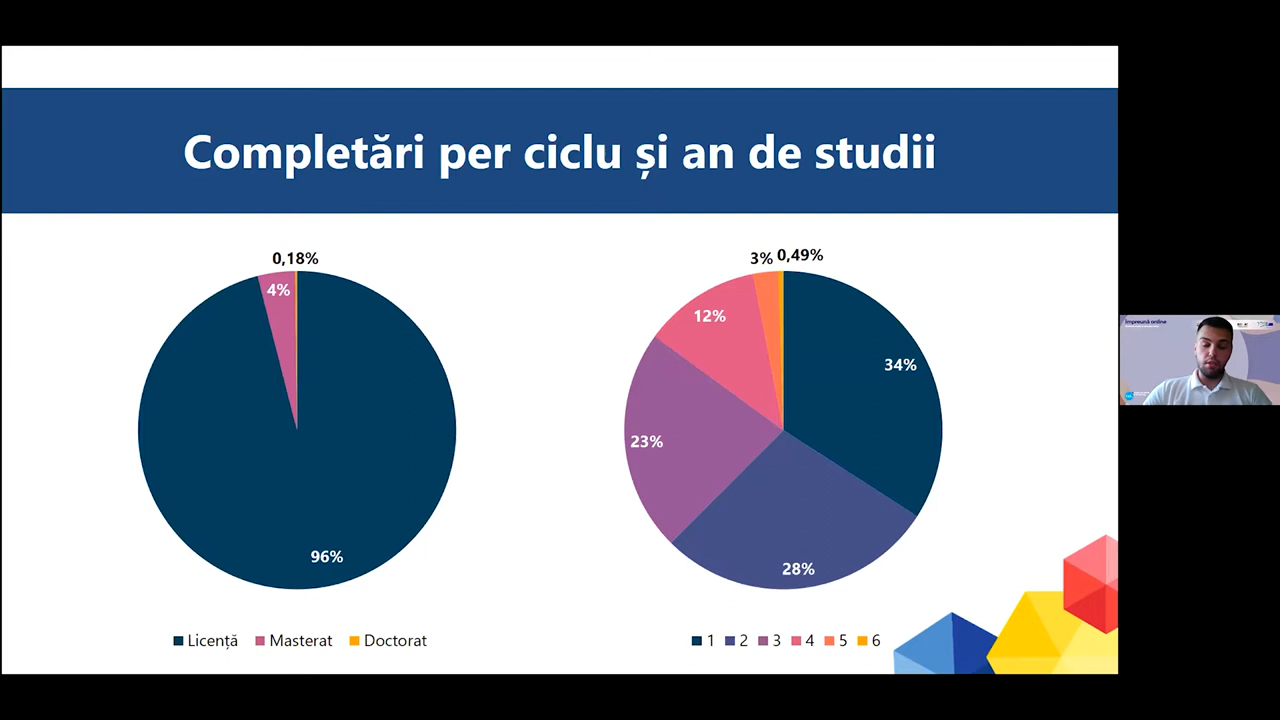 Completări per ciclu și an de studii
0,18%
4%
96%
Licență Masterat Doctorat
3% 0,49%
12%
34%
23%
28%
1 2 3 4 5 6
împreună online